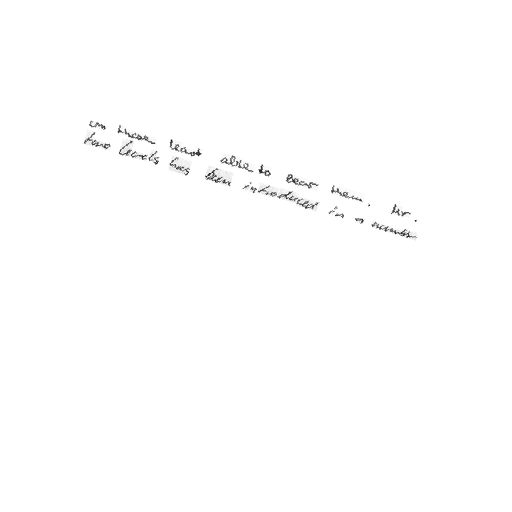 on those least able to bear them. Mr.
two levels has been introduced in a number